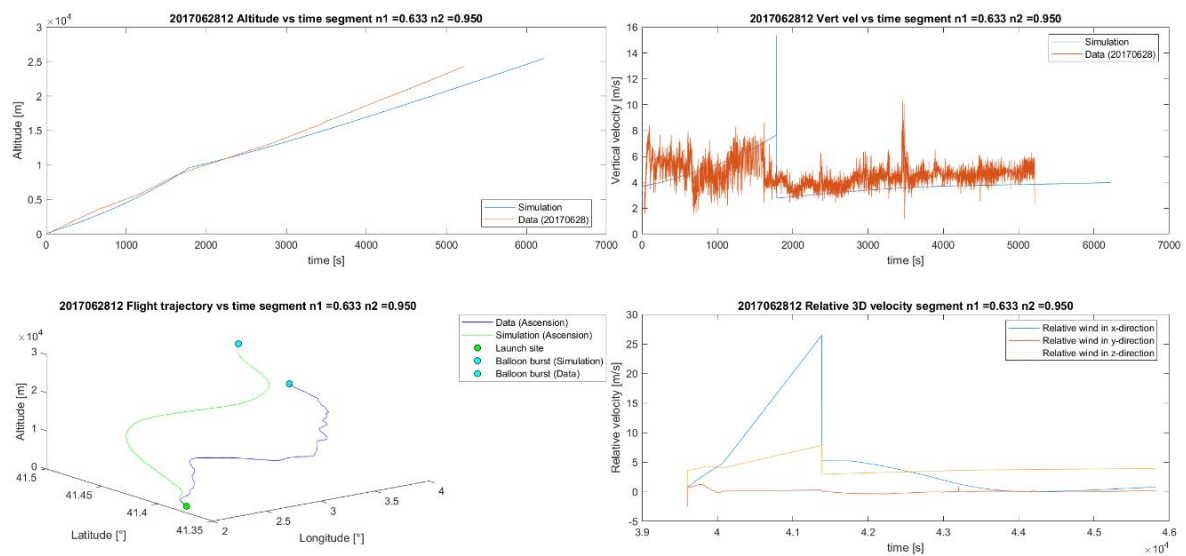 2017062812 Altitude vs time segment n1 =0.633 n2 =0.950
×10⁴
3
2.5
2
1.5
1
0.5
0
Altitude [m]
0 1000 2000 3000 4000 5000 6000 7000
time [s]
Simulation
Data (20170628)
2017062812 Vert vel vs time segment n1 =0.633 n2 =0.950
16
14
12
10
8
6
4
2
0
Vertical velocity [m/s]
0 1000 2000 3000 4000 5000 6000 7000
time [s]
Simulation
Data (20170628)
2017062812 Flight trajectory vs time segment n1 =0.633 n2 =0.950
×10⁴
3
2
1
0
Altitude [m]
41.5
41.45
41.4
41.35
Latitude [°]
2
2.5
3
3.5
4
Longitude [°]
Data (Ascension)
Simulation (Ascension)
Launch site
Balloon burst (Simulation)
Balloon burst (Data)
2017062812 Relative 3D velocity segment n1 =0.633 n2 =0.950
30
25
20
15
10
5
0
-5
Relative velocity [m/s]
3.9 4 4.1 4.2 4.3 4.4 4.5 4.6
×10⁴
time [s]
Relative wind in x-direction
Relative wind in y-direction
Relative wind in z-direction